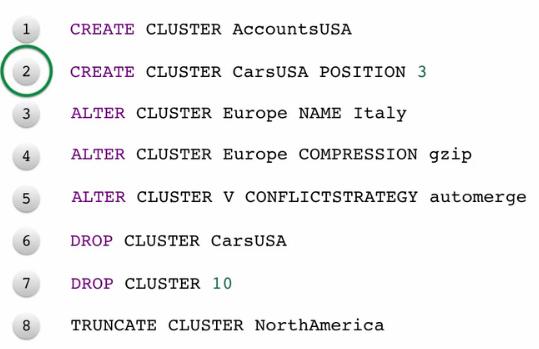 1 CREATE CLUSTER AccountsUSA
2 CREATE CLUSTER CarsUSA POSITION 3
3 ALTER CLUSTER Europe NAME Italy
4 ALTER CLUSTER Europe COMPRESSION gzip
5 ALTER CLUSTER V CONFLICTSTRATEGY automerge
6 DROP CLUSTER CarsUSA
7 DROP CLUSTER 10
8 TRUNCATE CLUSTER NorthAmerica